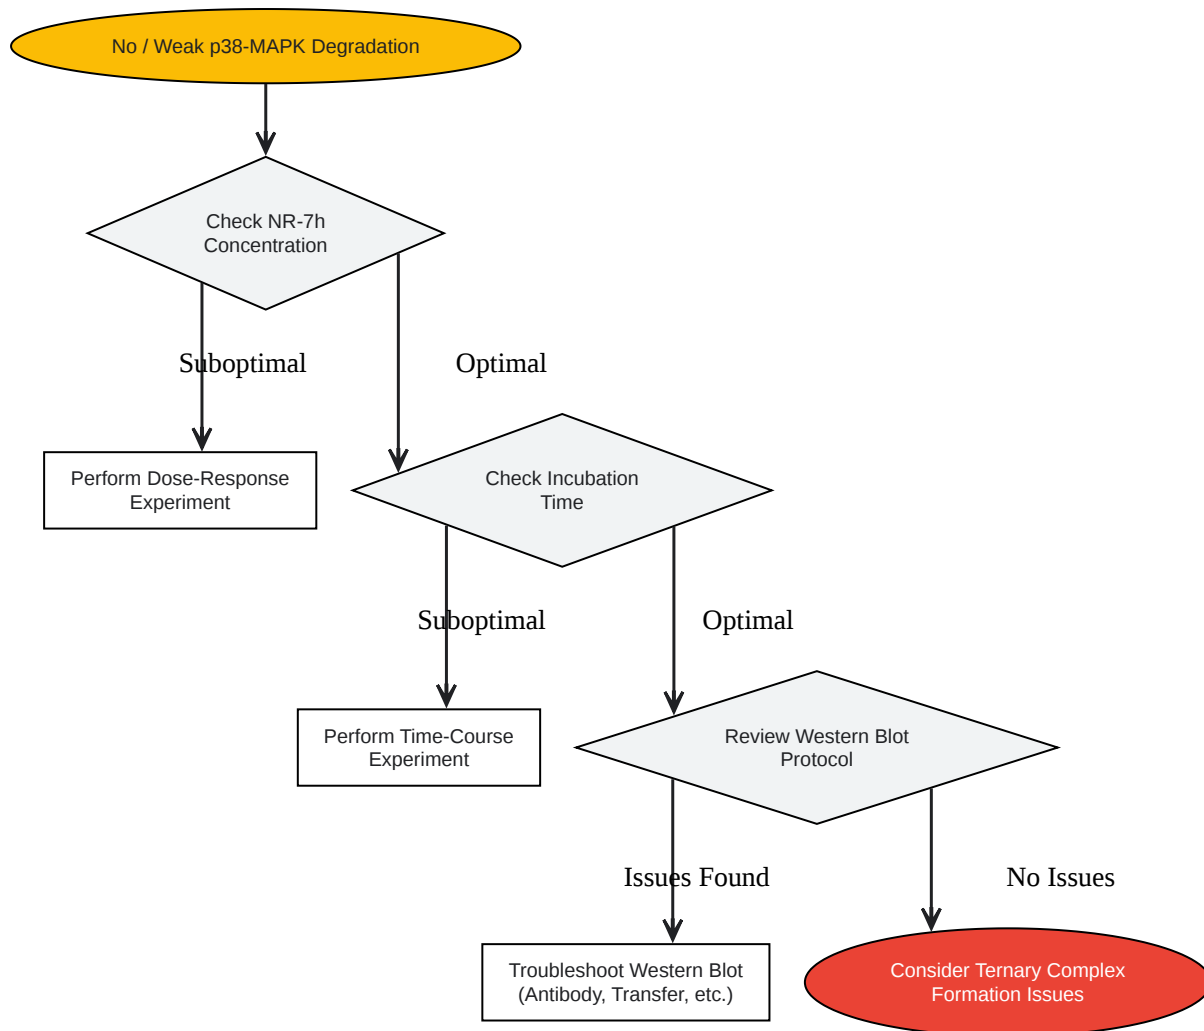 No / Weak p38-MAPK Degradation
Check NR-7h
Concentration
Suboptimal
Optimal
Perform Dose-Response
Experiment
Check Incubation
Time
Suboptimal
Optimal
Perform Time-Course
Experiment
Review Western Blot
Protocol
Issues Found
No Issues
Troubleshoot Western Blot
(Antibody, Transfer, etc.)
Consider Ternary Complex
Formation Issues